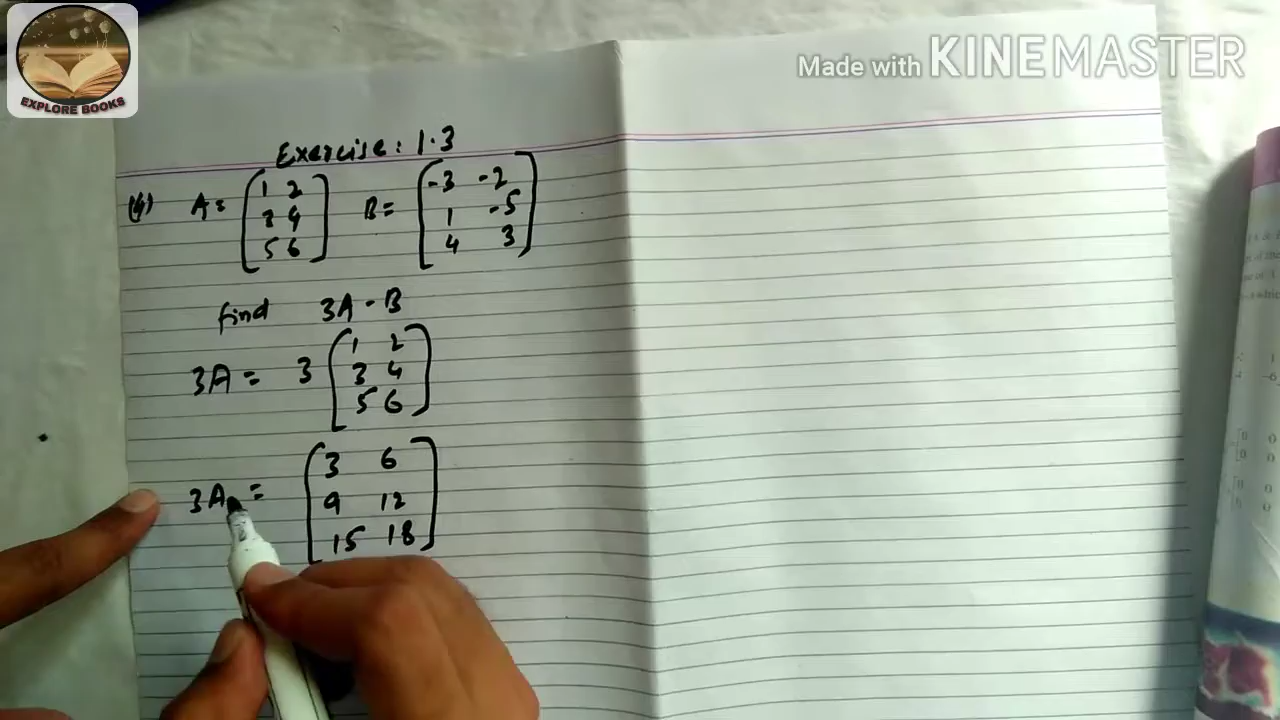 EXPLORE BOOKS
Made with KINEMASTER
Exercise: 1.3
(4) A = [1 2 B = [-3 -2
3 4 1 -5
5 6] 4 3]
find 3A - B
3A = 3 [1 2
3 4
5 6]
3A = [3 6
9 12
15 18]